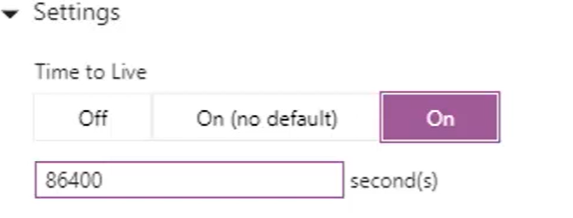 Settings
Time to Live
Off On (no default) On
86400 second(s)